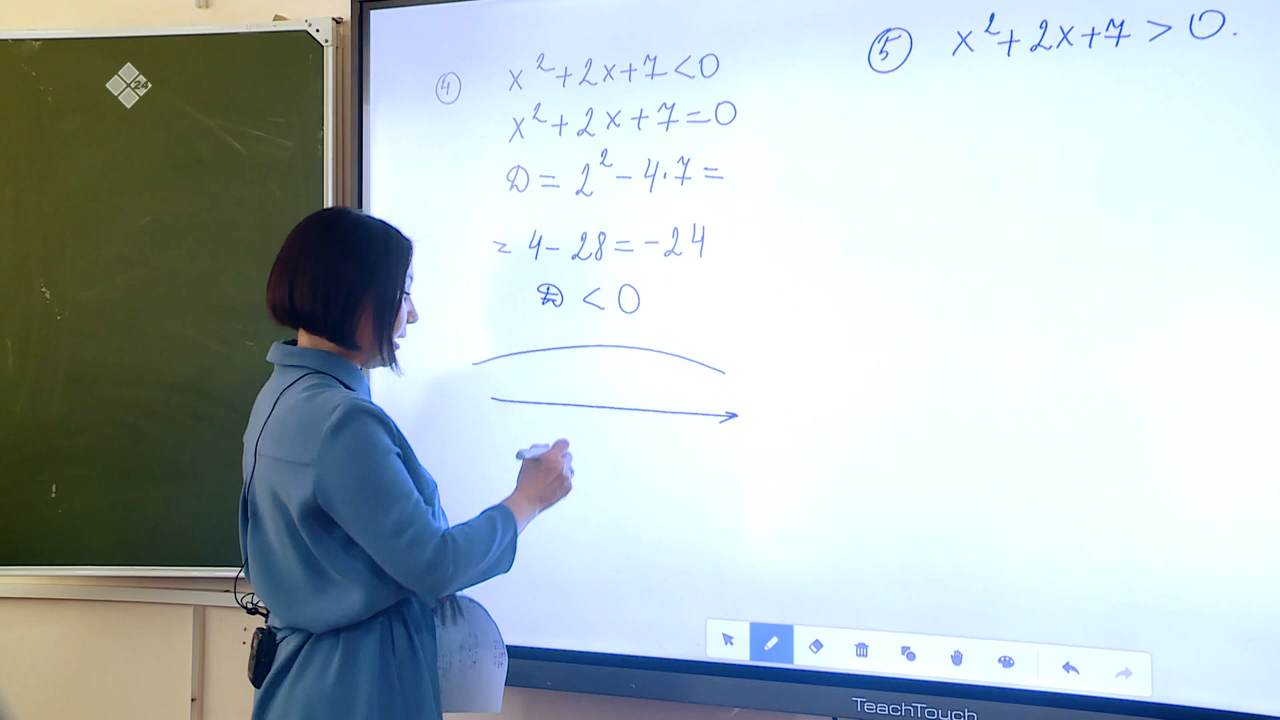 X24
④ x²+2x+7<0
x²+2x+7=0
D = 2² − 4·7 =
= 4 − 28 = −24
D < 0
⑤ x²+2x+7 > 0.
TeachTouch